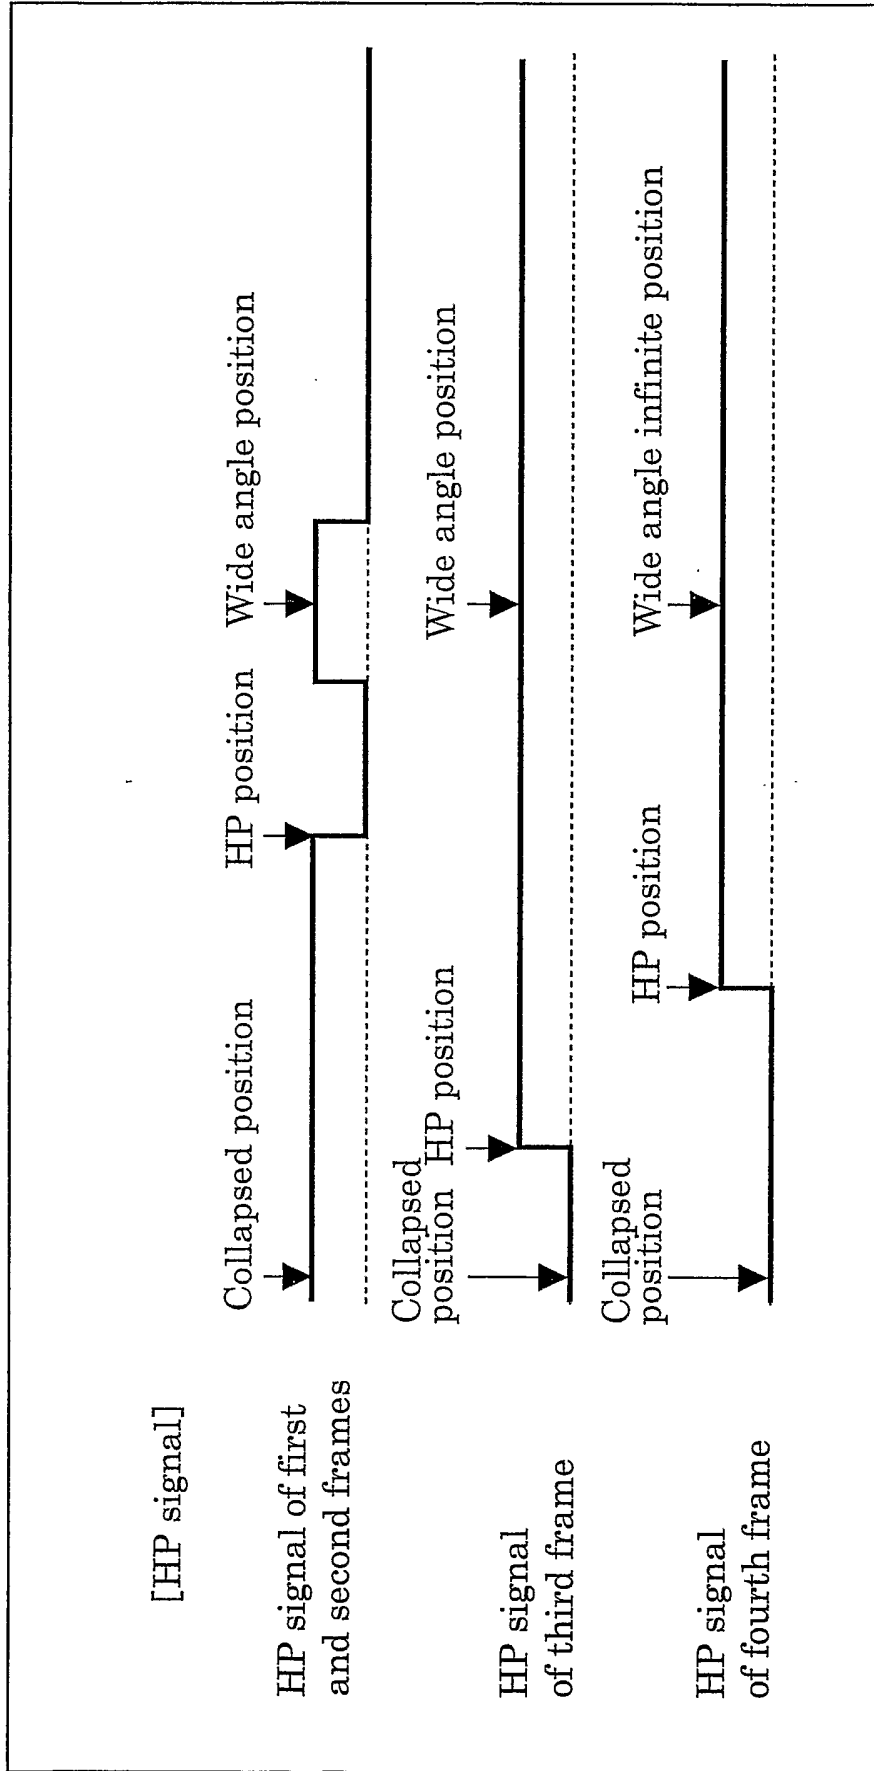 [HP signal]
HP signal of first
and second frames
Collapsed position
HP position
Wide angle position
HP signal
of third frame
Collapsed
position
HP position
Wide angle position
HP signal
of fourth frame
Collapsed
position
HP position
Wide angle infinite position